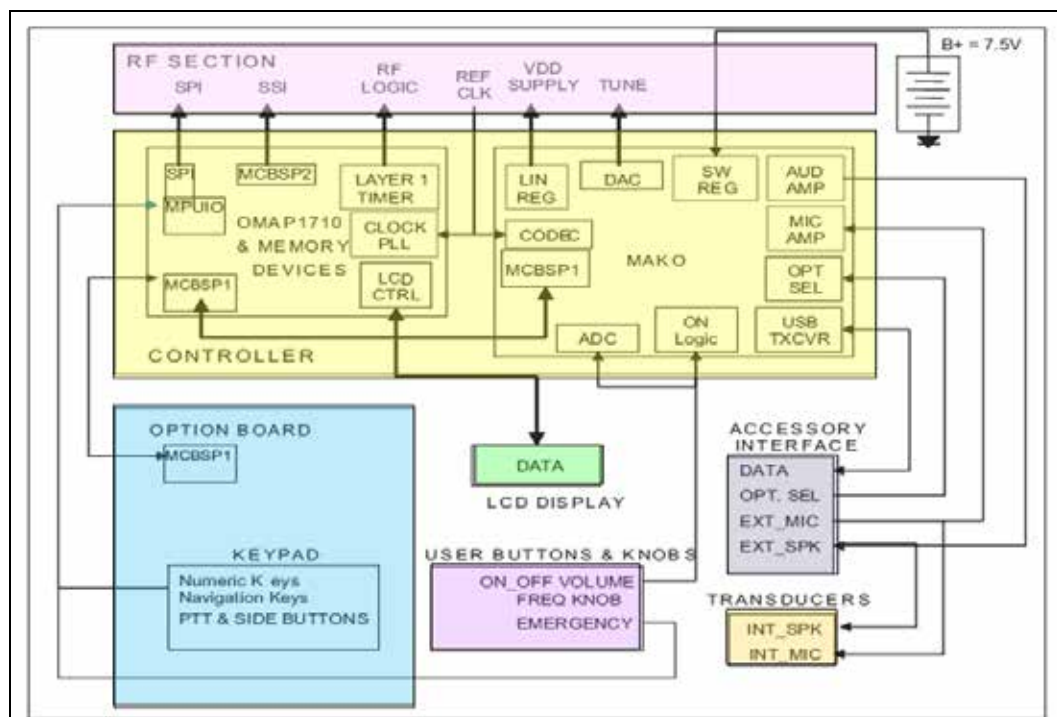 B+ = 7.5V
RF SECTION
SPI
SSI
RF
LOGIC
REF
CLK
VDD
SUPPLY
TUNE
SPI
MPUIO
MCBSP2
LAYER 1
TIMER
OMAP1710
& MEMORY
DEVICES
CLOCK
PLL
MCBSP1
LCD
CTRL
CONTROLLER
LIN
REG
DAC
SW
REG
AUD
AMP
MIC
AMP
CODEC
MAKO
MCBSP1
OPT
SEL
ADC
ON
Logic
USB
TXCVR
OPTION BOARD
MCBSP1
DATA
LCD DISPLAY
ACCESSORY
INTERFACE
DATA
OPT. SEL
EXT_MIC
EXT_SPK
KEYPAD
Numeric K eys
Navigation Keys
PTT & SIDE BUTTONS
USER BUTTONS & KNOBS
ON_OFF VOLUME
FREQ KNOB
EMERGENCY
TRANSDUCERS
INT_SPK
INT_MIC